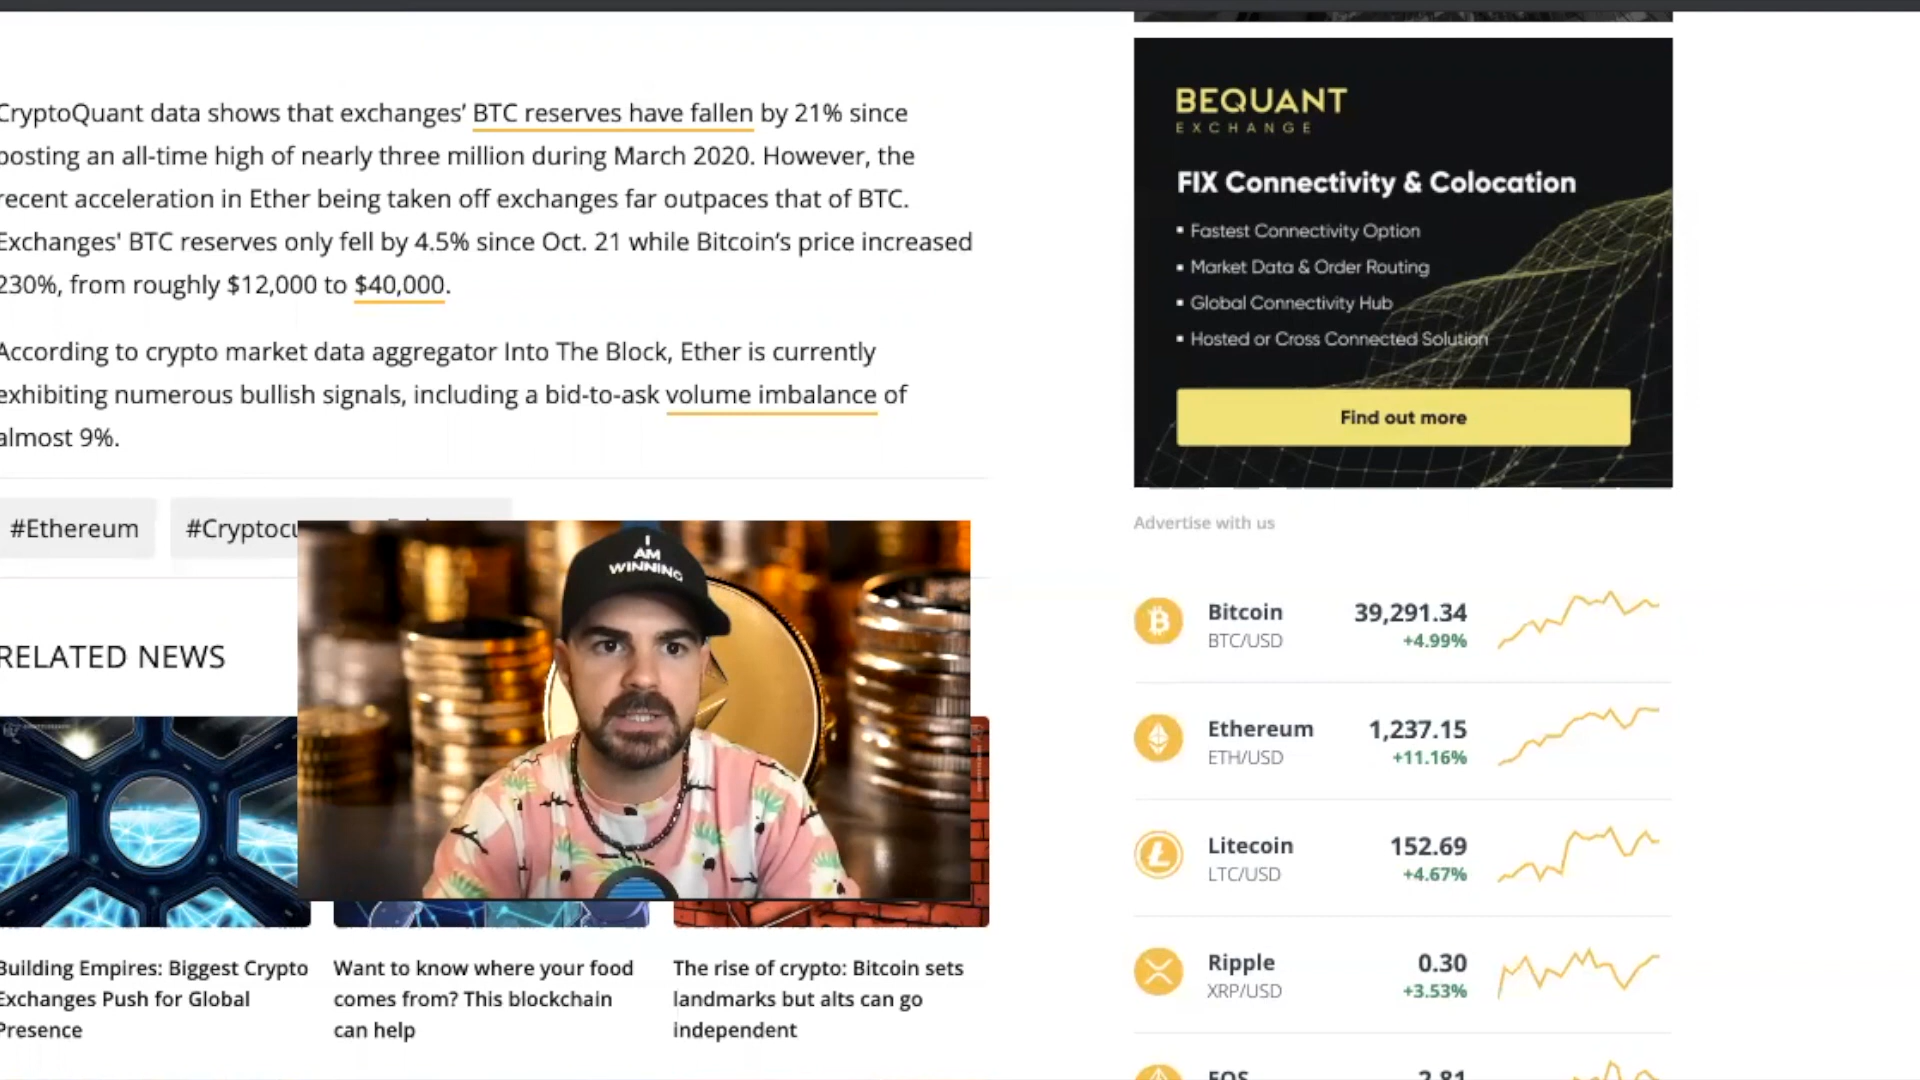 CryptoQuant data shows that exchanges’ BTC reserves have fallen by 21% since
posting an all-time high of nearly three million during March 2020. However, the
recent acceleration in Ether being taken off exchanges far outpaces that of BTC.
Exchanges' BTC reserves only fell by 4.5% since Oct. 21 while Bitcoin’s price increased
230%, from roughly $12,000 to $40,000.
According to crypto market data aggregator Into The Block, Ether is currently
exhibiting numerous bullish signals, including a bid-to-ask volume imbalance of
almost 9%.
#Ethereum
RELATED NEWS
I
AM
WINNING
Building Empires: Biggest Crypto
Exchanges Push for Global
Presence
Want to know where your food
comes from? This blockchain
can help
The rise of crypto: Bitcoin sets
landmarks but alts can go
independent
BEQUANT
EXCHANGE
FIX Connectivity & Colocation
▪ Fastest Connectivity Option
▪ Market Data & Order Routing
▪ Global Connectivity Hub
▪ Hosted or Cross Connected Solution
Find out more
Advertise with us
Bitcoin 39,291.34
BTC/USD +4.99%
Ethereum 1,237.15
ETH/USD +11.16%
Litecoin 152.69
LTC/USD +4.67%
Ripple 0.30
XRP/USD +3.53%
EOS 2.81